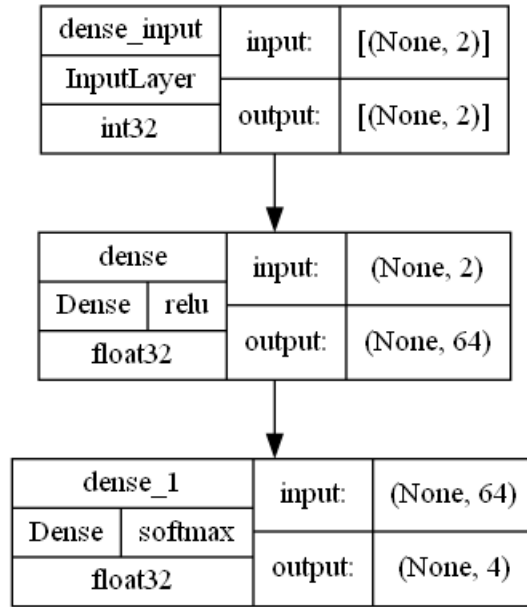 dense_input
InputLayer
int32
input:
[(None, 2)]
output:
[(None, 2)]
dense
Dense
relu
float32
input:
(None, 2)
output:
(None, 64)
dense_1
Dense
softmax
float32
input:
(None, 64)
output:
(None, 4)